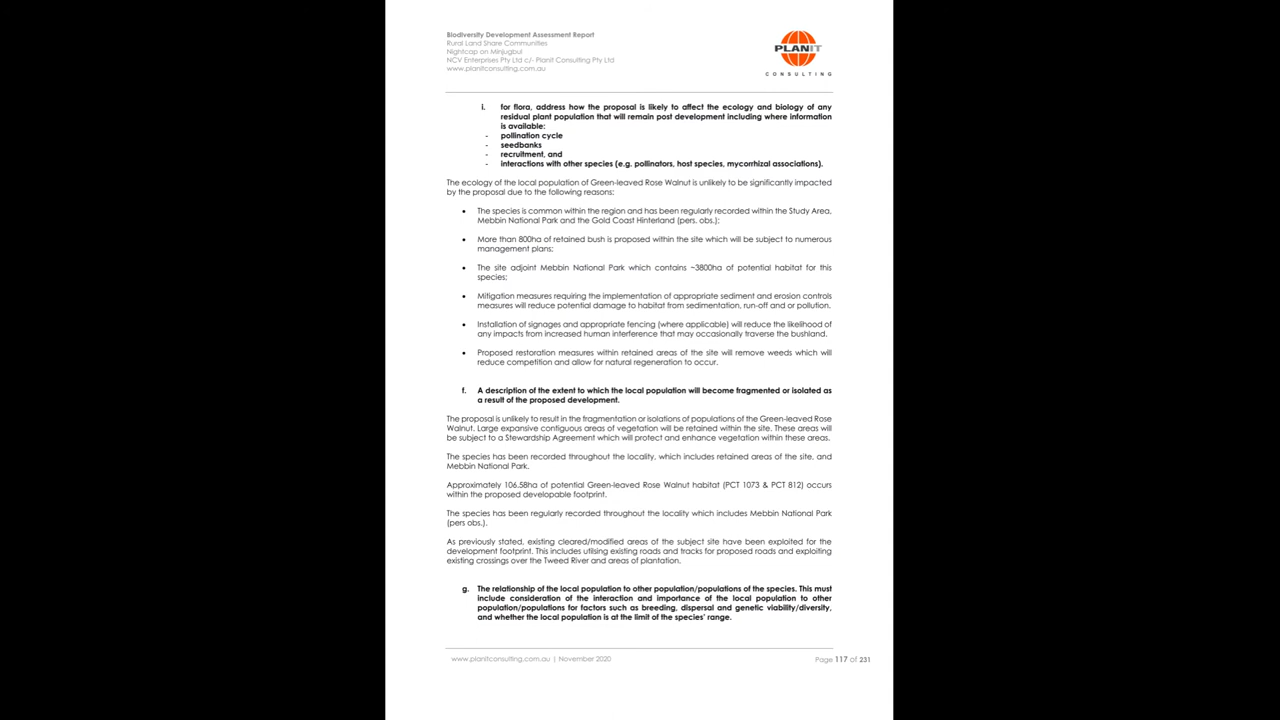 Biodiversity Development Assessment Report
Rural Land Share Communities
Nightcap on Minjugbul
NCV Enterprises Pty Ltd c/- Planit Consulting Pty Ltd
www.planitconsulting.com.au
PLANIT
CONSULTING
i. for flora, address how the proposal is likely to affect the ecology and biology of any
residual plant population that will remain post development including where information
is available:
- pollination cycle
- seedbanks
- recruitment, and
- interactions with other species (e.g. pollinators, host species, mycorrhizal associations).
The ecology of the local population of Green-leaved Rose Walnut is unlikely to be significantly impacted
by the proposal due to the following reasons:
• The species is common within the region and has been regularly recorded within the Study Area,
Mebbin National Park and the Gold Coast Hinterland (pers. obs.);
• More than 800ha of retained bush is proposed within the site which will be subject to numerous
management plans;
• The site adjoint Mebbin National Park which contains ~3800ha of potential habitat for this
species;
• Mitigation measures requiring the implementation of appropriate sediment and erosion controls
measures will reduce potential damage to habitat from sedimentation, run-off and or pollution.
• Installation of signages and appropriate fencing (where applicable) will reduce the likelihood of
any impacts from increased human interference that may occasionally traverse the bushland.
• Proposed restoration measures within retained areas of the site will remove weeds which will
reduce competition and allow for natural regeneration to occur.
f. A description of the extent to which the local population will become fragmented or isolated as
a result of the proposed development.
The proposal is unlikely to result in the fragmentation or isolations of populations of the Green-leaved Rose
Walnut. Large expansive contiguous areas of vegetation will be retained within the site. These areas will
be subject to a Stewardship Agreement which will protect and enhance vegetation within these areas.
The species has been recorded throughout the locality, which includes retained areas of the site, and
Mebbin National Park.
Approximately 106.58ha of potential Green-leaved Rose Walnut habitat (PCT 1073 & PCT 812) occurs
within the proposed developable footprint.
The species has been regularly recorded throughout the locality which includes Mebbin National Park
(pers obs.).
As previously stated, existing cleared/modified areas of the subject site have been exploited for the
development footprint. This includes utilsing existing roads and tracks for proposed roads and exploiting
existing crossings over the Tweed River and areas of plantation.
g. The relationship of the local population to other population/populations of the species. This must
include consideration of the interaction and importance of the local population to other
population/populations for factors such as breeding, dispersal and genetic viability/diversity,
and whether the local population is at the limit of the species' range.
www.planitconsulting.com.au | November 2020
Page 117 of 231